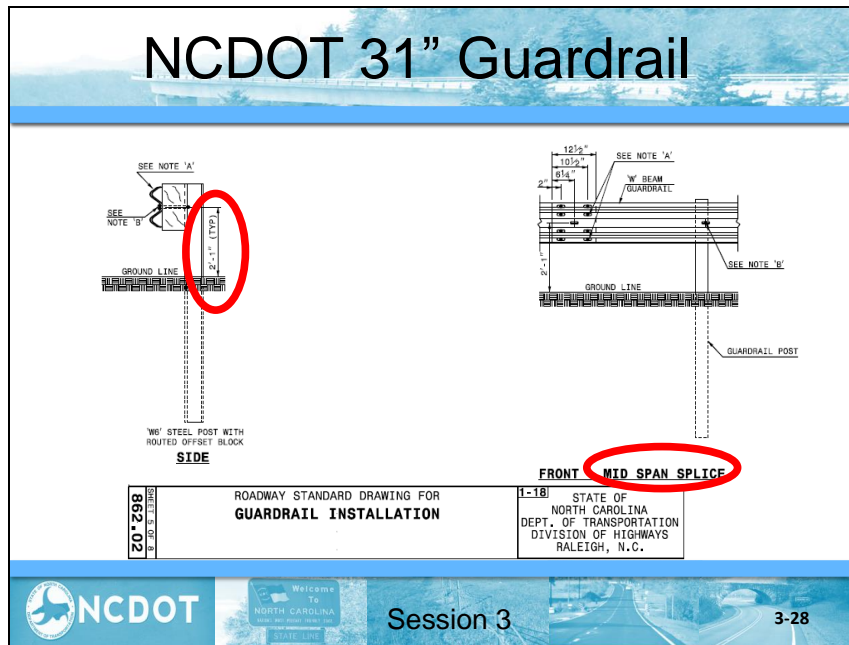 NCDOT 31” Guardrail
SEE NOTE 'A'
SEE
NOTE 'B'
2'-1" (TYP)
GROUND LINE
'W6' STEEL POST WITH
ROUTED OFFSET BLOCK
SIDE
12½"
10½"
6¼"
2"
SEE NOTE 'A'
'W' BEAM
GUARDRAIL
2'-1"
SEE NOTE 'B'
GROUND LINE
GUARDRAIL POST
FRONT MID SPAN SPLICE
SHEET 5 OF 8
862.02
ROADWAY STANDARD DRAWING FOR
GUARDRAIL INSTALLATION
1-18
STATE OF
NORTH CAROLINA
DEPT. OF TRANSPORTATION
DIVISION OF HIGHWAYS
RALEIGH, N.C.
NCDOT
Welcome
To
NORTH CAROLINA
STATE LINE
Session 3
3-28